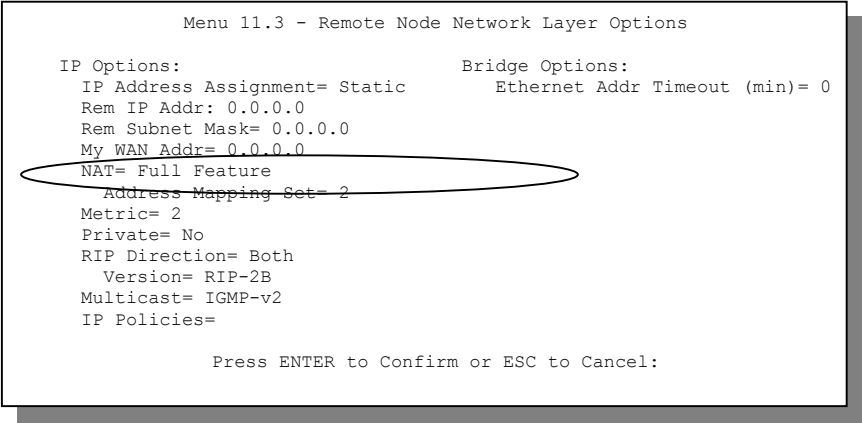 Menu 11.3 - Remote Node Network Layer Options
IP Options: Bridge Options:
IP Address Assignment= Static Ethernet Addr Timeout (min)= 0
Rem IP Addr: 0.0.0.0
Rem Subnet Mask= 0.0.0.0
My WAN Addr= 0.0.0.0
NAT= Full Feature
Address Mapping Set= 2
Metric= 2
Private= No
RIP Direction= Both
Version= RIP-2B
Multicast= IGMP-v2
IP Policies=
Press ENTER to Confirm or ESC to Cancel: